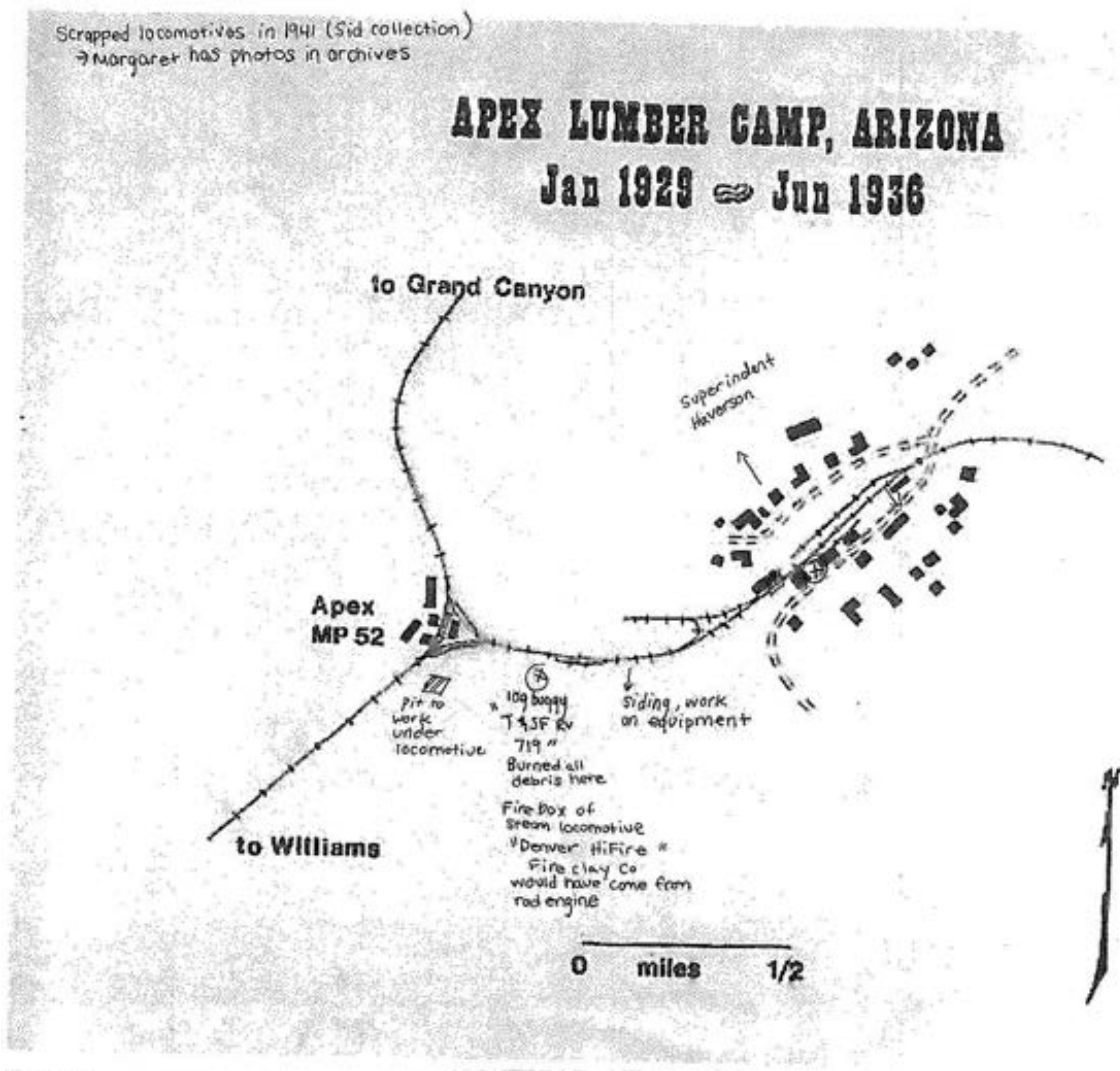 Scrapped locomotives in 1941 (Sid collection)
→ Margaret has photos in archives
APEX LUMBER CAMP, ARIZONA
Jan 1929 Jun 1936
to Grand Canyon
Superindent
Haverson
Apex
MP 52
pit to
work
under
locomotive
"log buggy
T&SF RV
719"
Burned all
debris here
siding, work
on equipment
Fire box of
steam locomotive
"Denver HiFire"
Fire clay Co
would have come from
rod engine
to Williams
0 miles 1/2
N